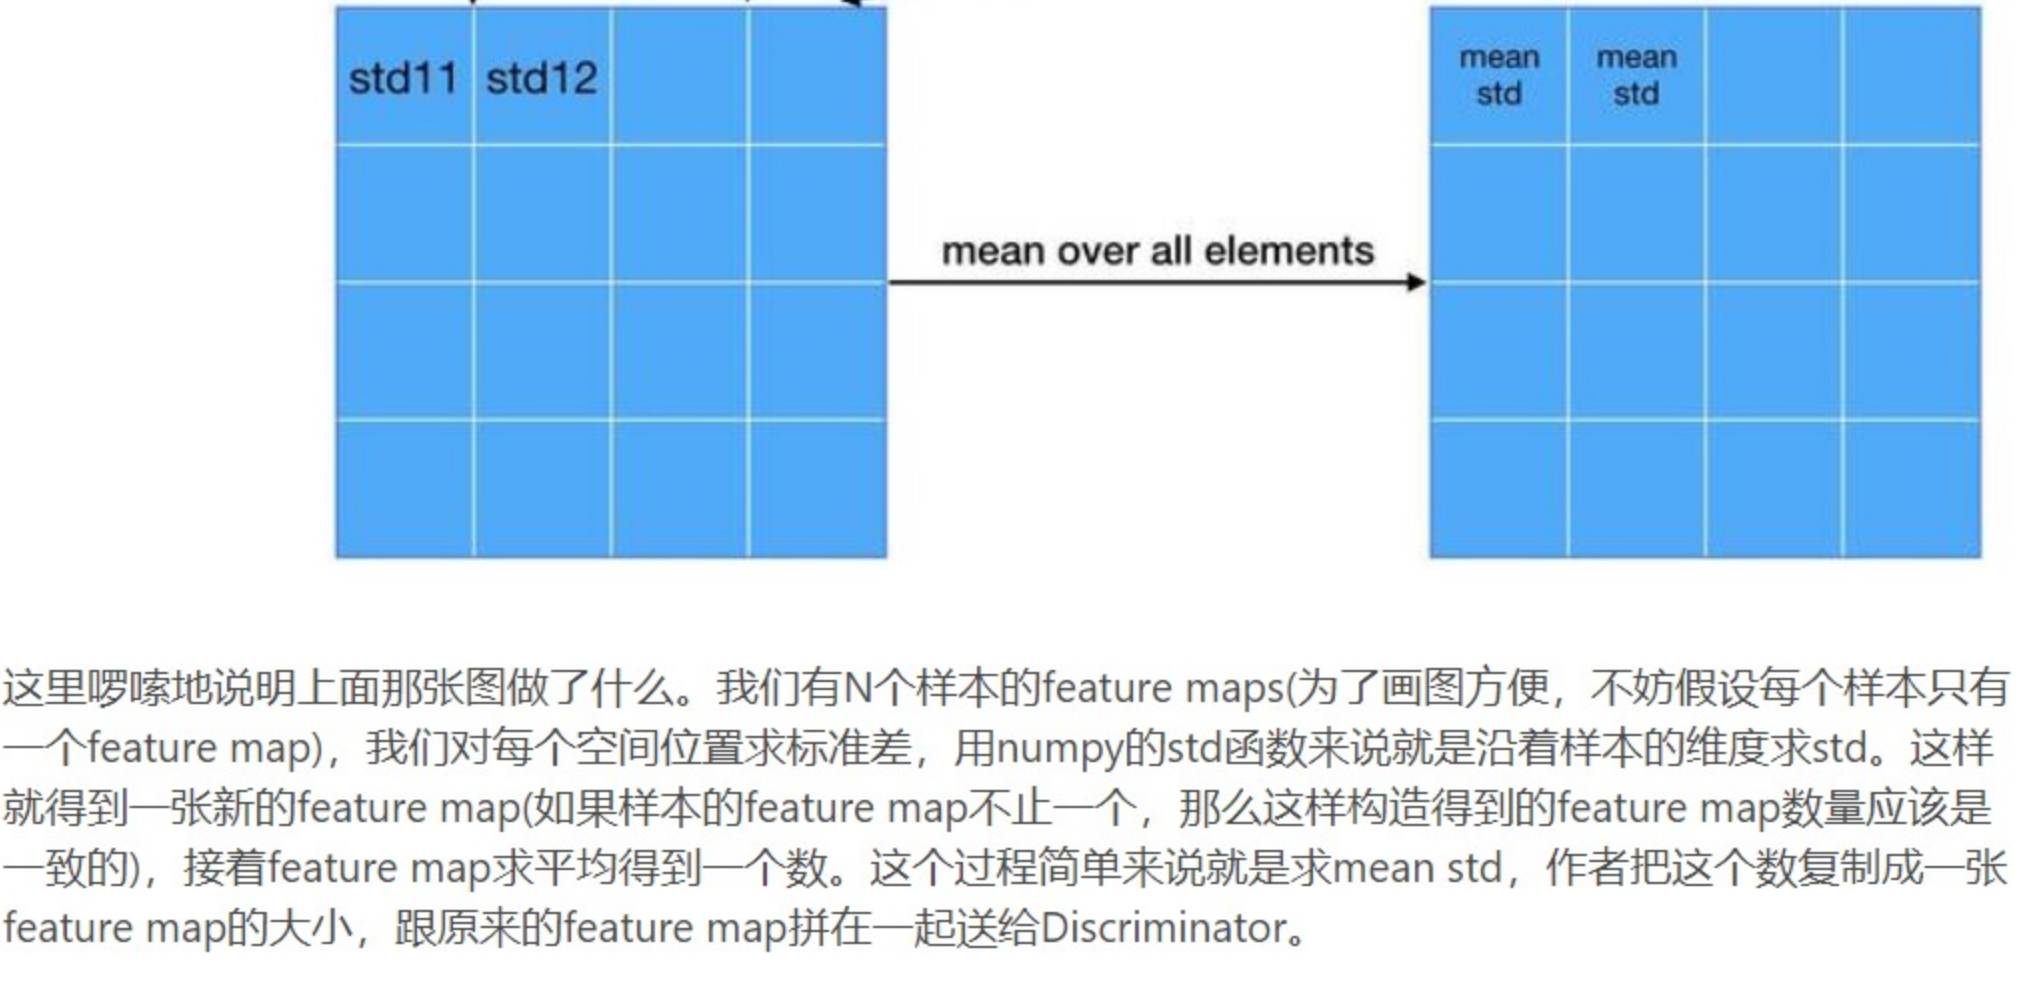 std11 std12
mean std
mean std
mean over all elements
这里啰嗦地说明上面那张图做了什么。我们有N个样本的feature maps(为了画图方便，不妨假设每个样本只有
一个feature map)，我们对每个空间位置求标准差，用numpy的std函数来说就是沿着样本的维度求std。这样
就得到一张新的feature map(如果样本的feature map不止一个，那么这样构造得到的feature map数量应该是
一致的)，接着feature map求平均得到一个数。这个过程简单来说就是求mean std，作者把这个数复制成一张
feature map的大小，跟原来的feature map拼在一起送给Discriminator。